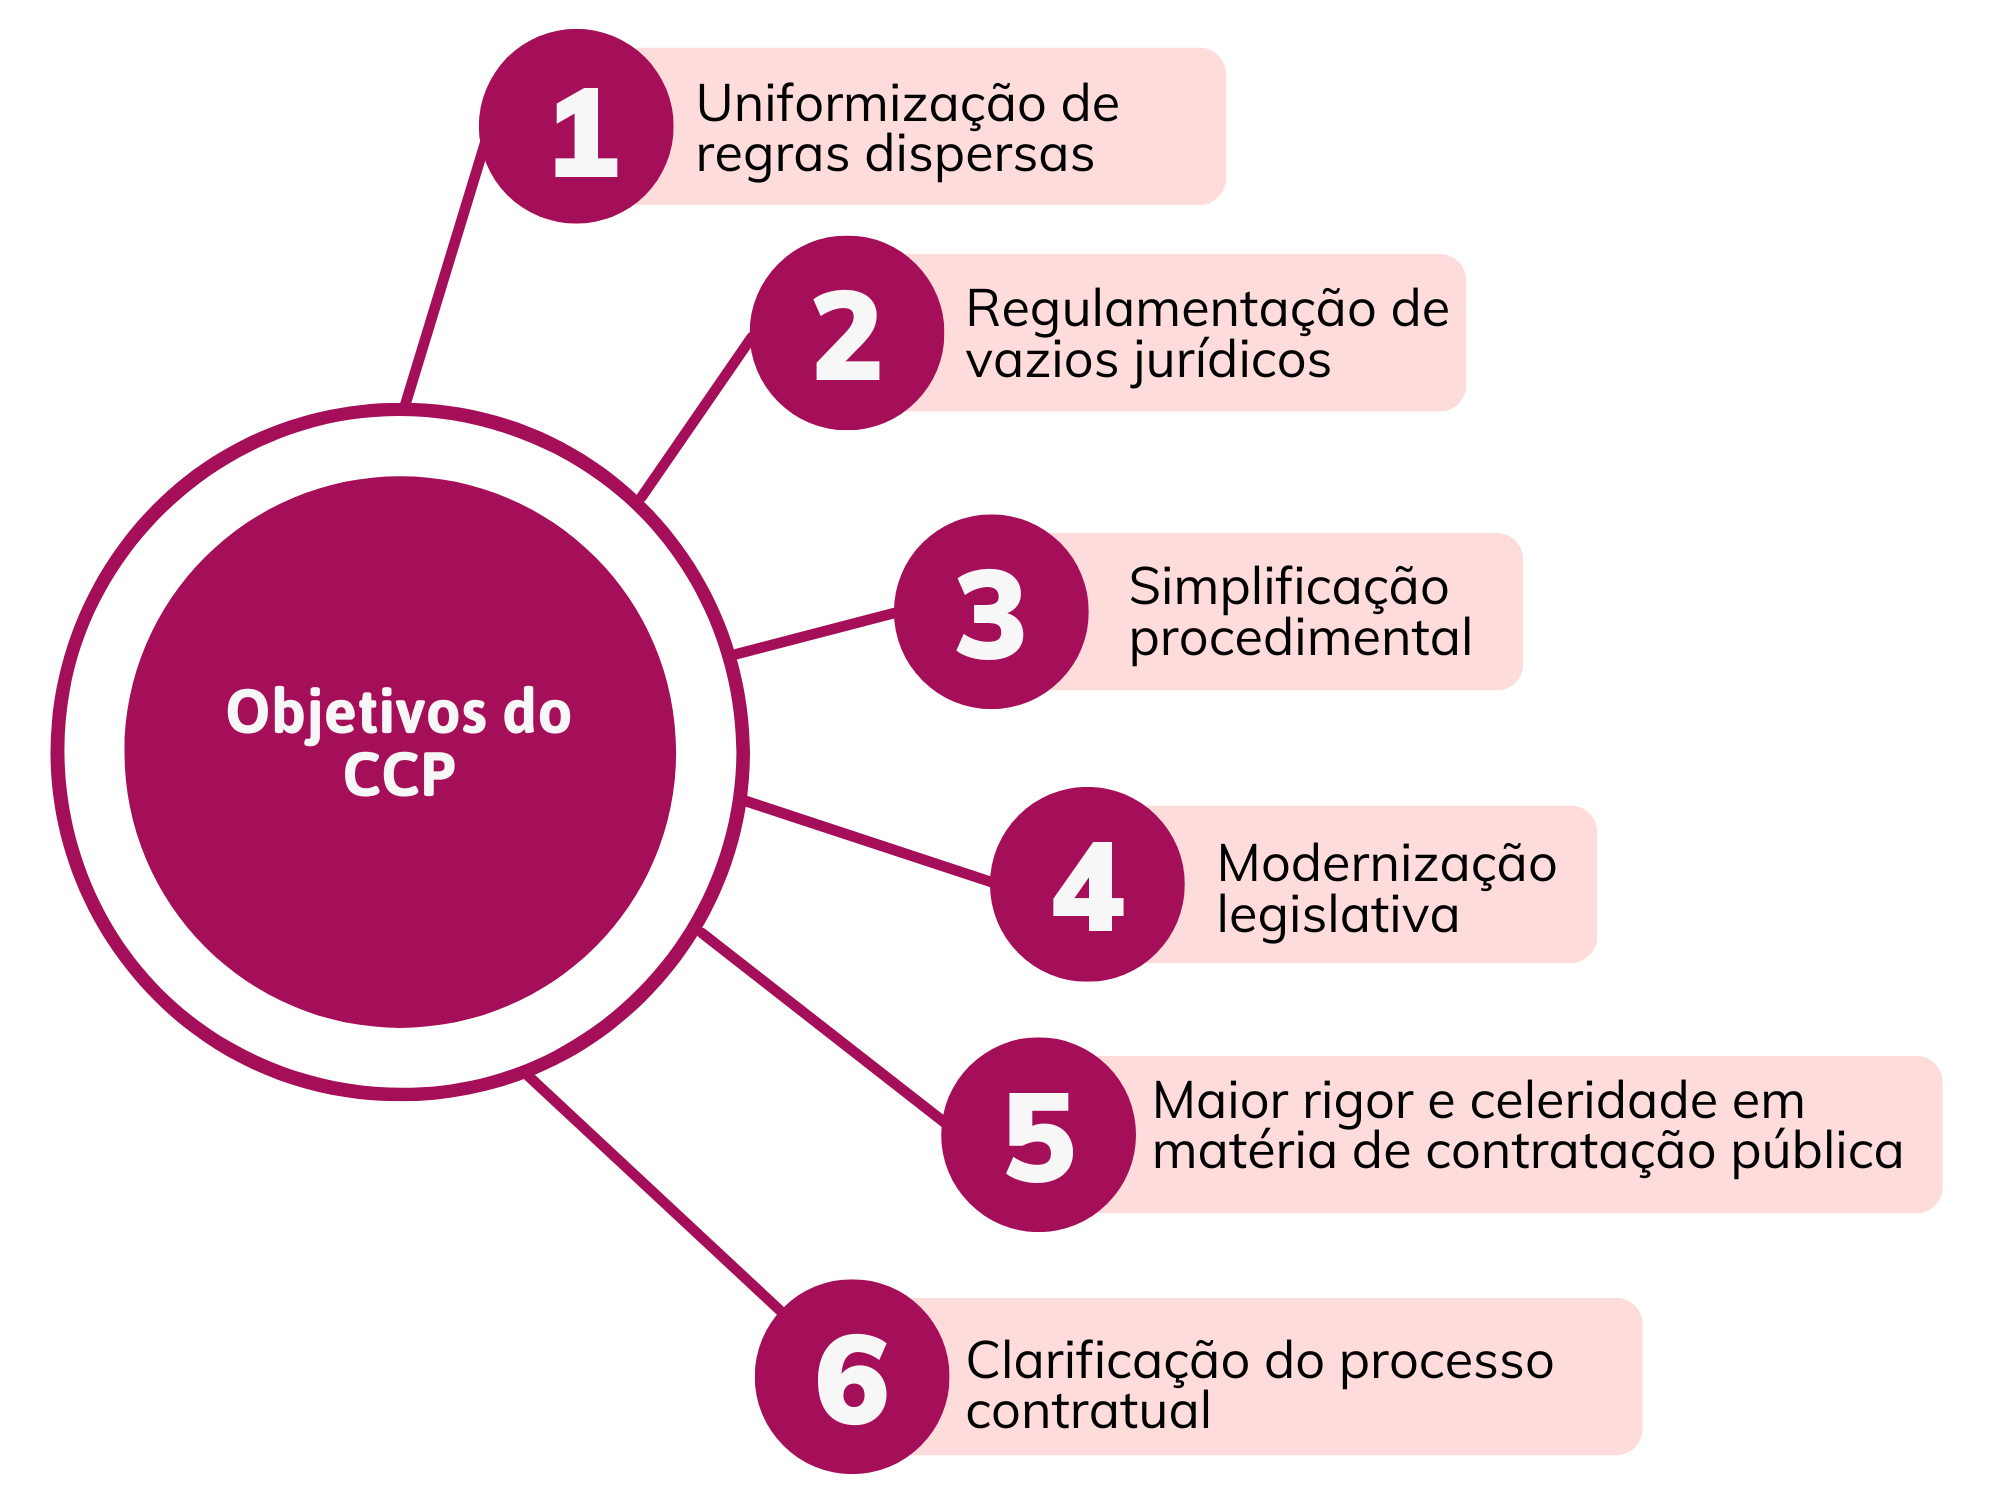 1
Uniformização de
regras dispersas
2
Regulamentação de
vazios jurídicos
3
Simplificação
procedimental
Objetivos do
CCP
4
Modernização
legislativa
5
Maior rigor e celeridade em
matéria de contratação pública
6
Clarificação do processo
contratual